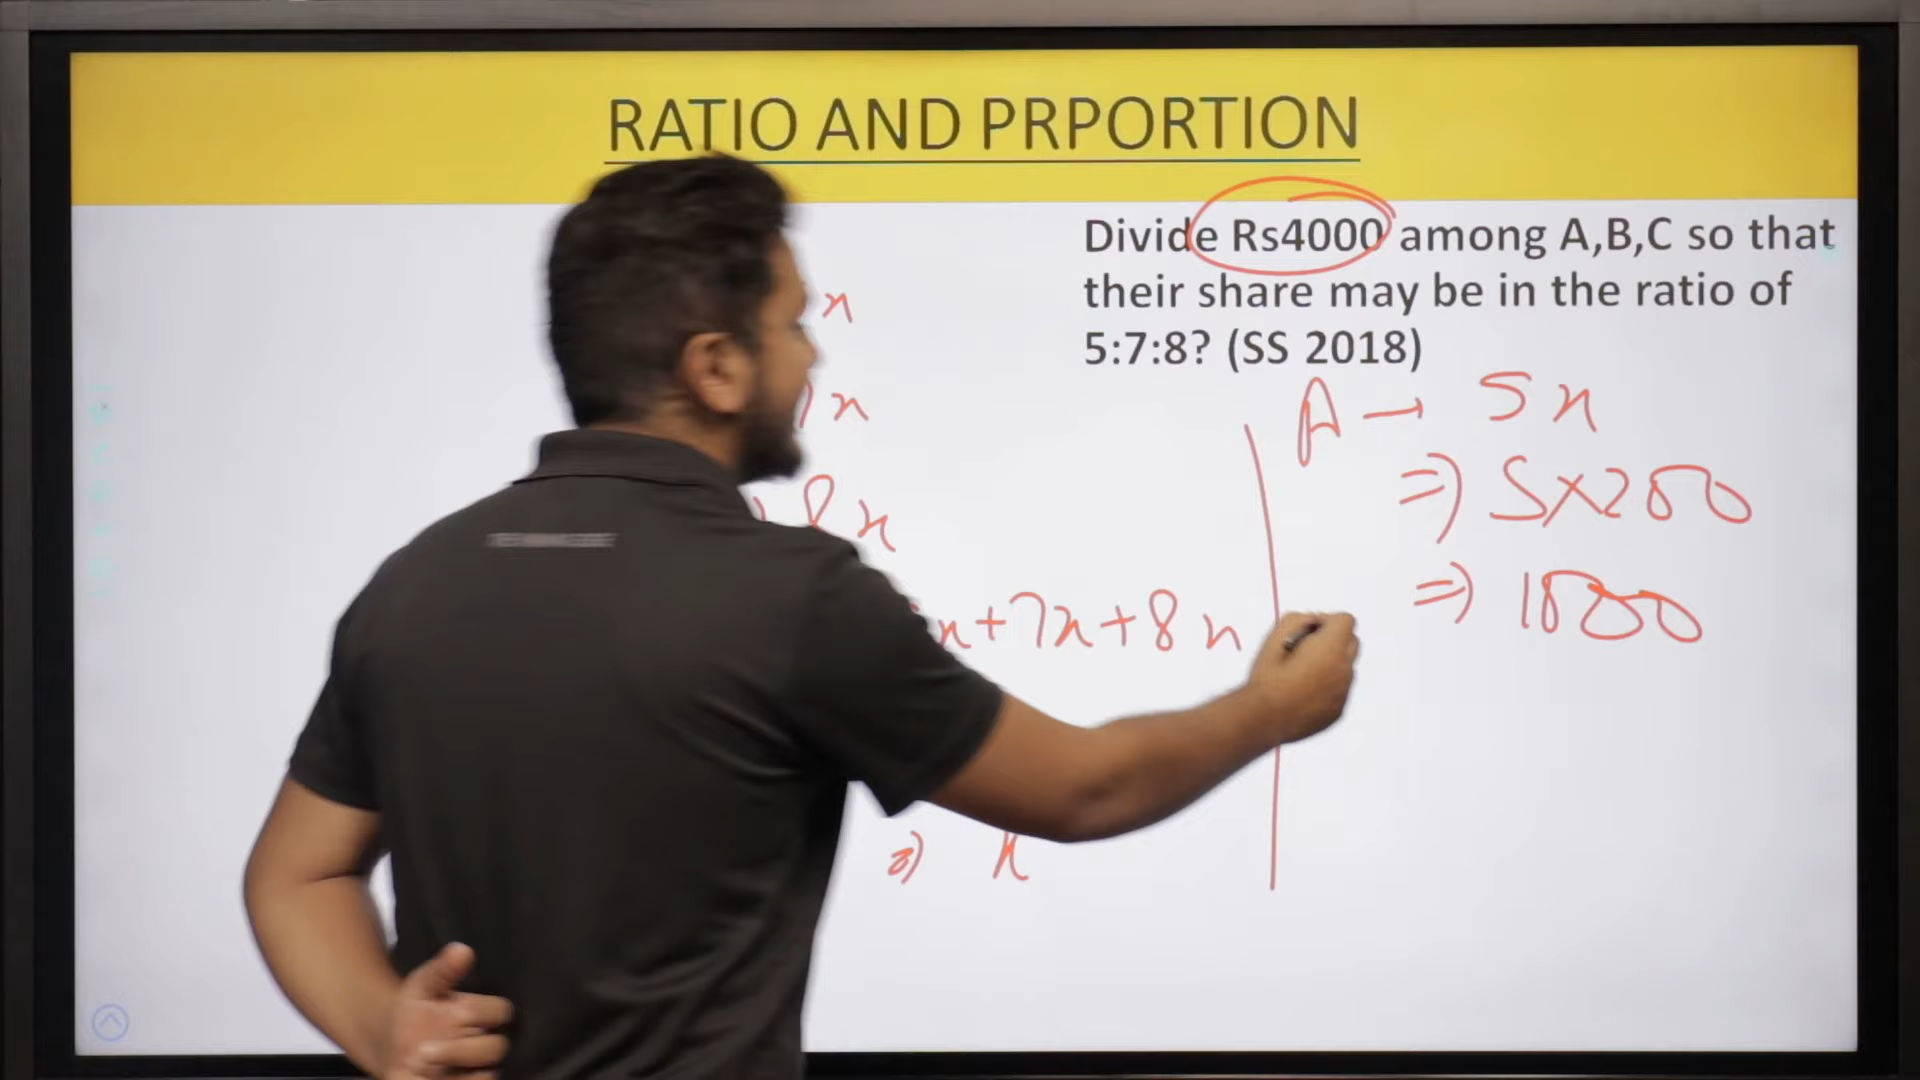 RATIO AND PRPORTION
Divide Rs4000 among A,B,C so that
their share may be in the ratio of
5:7:8? (SS 2018)
x
7x
8x
x+7x+8x
x
A → 5x
⇒ 5×200
⇒ 1000